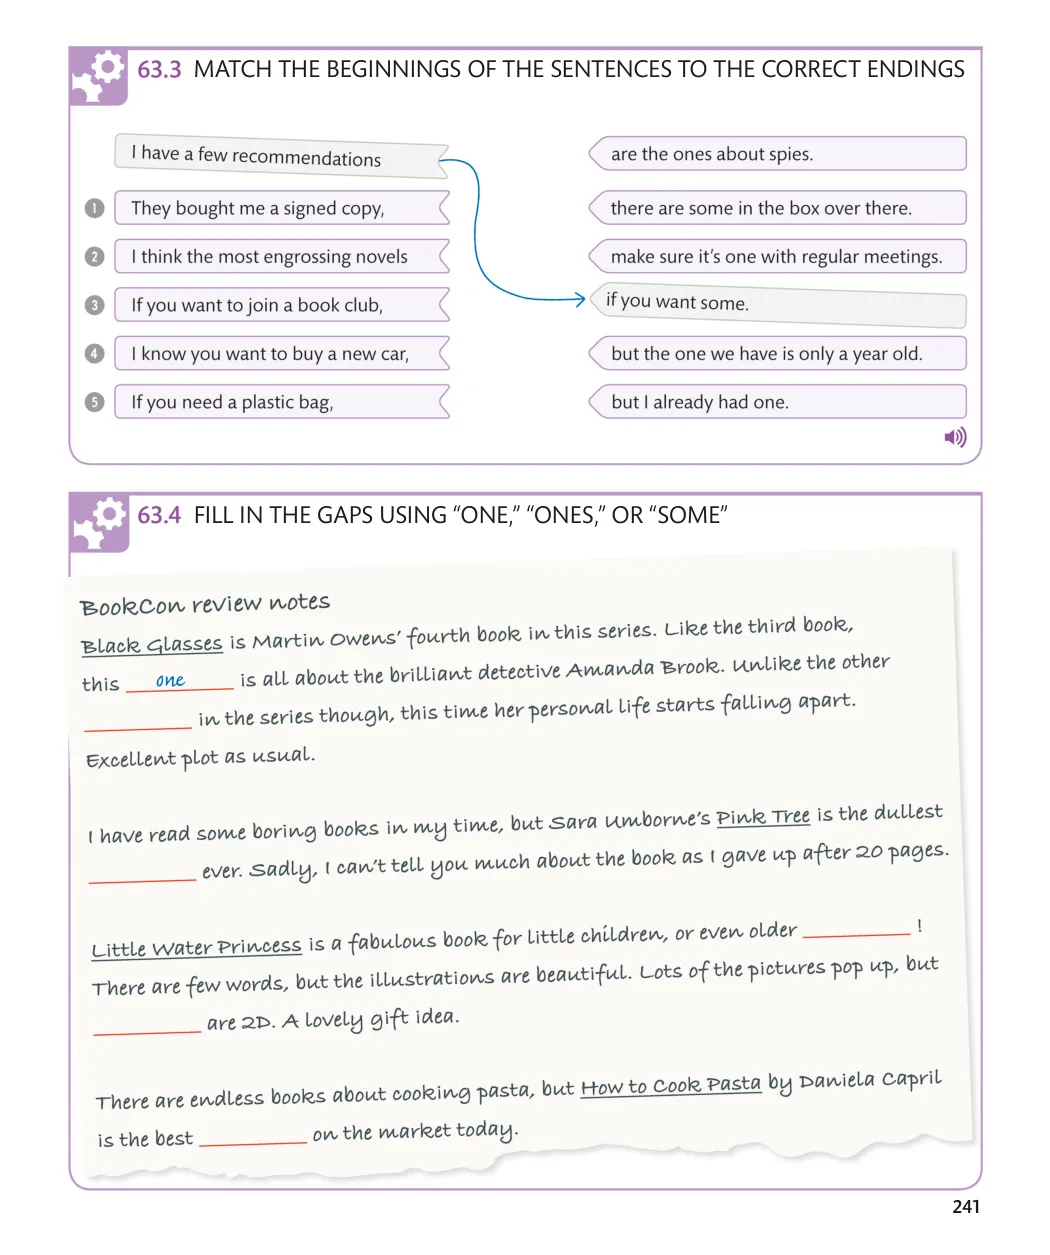 63.3 MATCH THE BEGINNINGS OF THE SENTENCES TO THE CORRECT ENDINGS
I have a few recommendations
are the ones about spies.
1 They bought me a signed copy,
there are some in the box over there.
2 I think the most engrossing novels
make sure it's one with regular meetings.
3 If you want to join a book club,
if you want some.
4 I know you want to buy a new car,
but the one we have is only a year old.
5 If you need a plastic bag,
but I already had one.
63.4 FILL IN THE GAPS USING “ONE,” “ONES,” OR “SOME”
BookCon review notes
Black Glasses is Martin Owens' fourth book in this series. Like the third book,
this one is all about the brilliant detective Amanda Brook. Unlike the other
in the series though, this time her personal life starts falling apart.
Excellent plot as usual.
I have read some boring books in my time, but Sara Umborne's Pink Tree is the dullest
ever. Sadly, I can't tell you much about the book as I gave up after 20 pages.
Little Water Princess is a fabulous book for little children, or even older !
There are few words, but the illustrations are beautiful. Lots of the pictures pop up, but
are 2D. A lovely gift idea.
There are endless books about cooking pasta, but How to Cook Pasta by Daniela Capril
is the best on the market today.
241